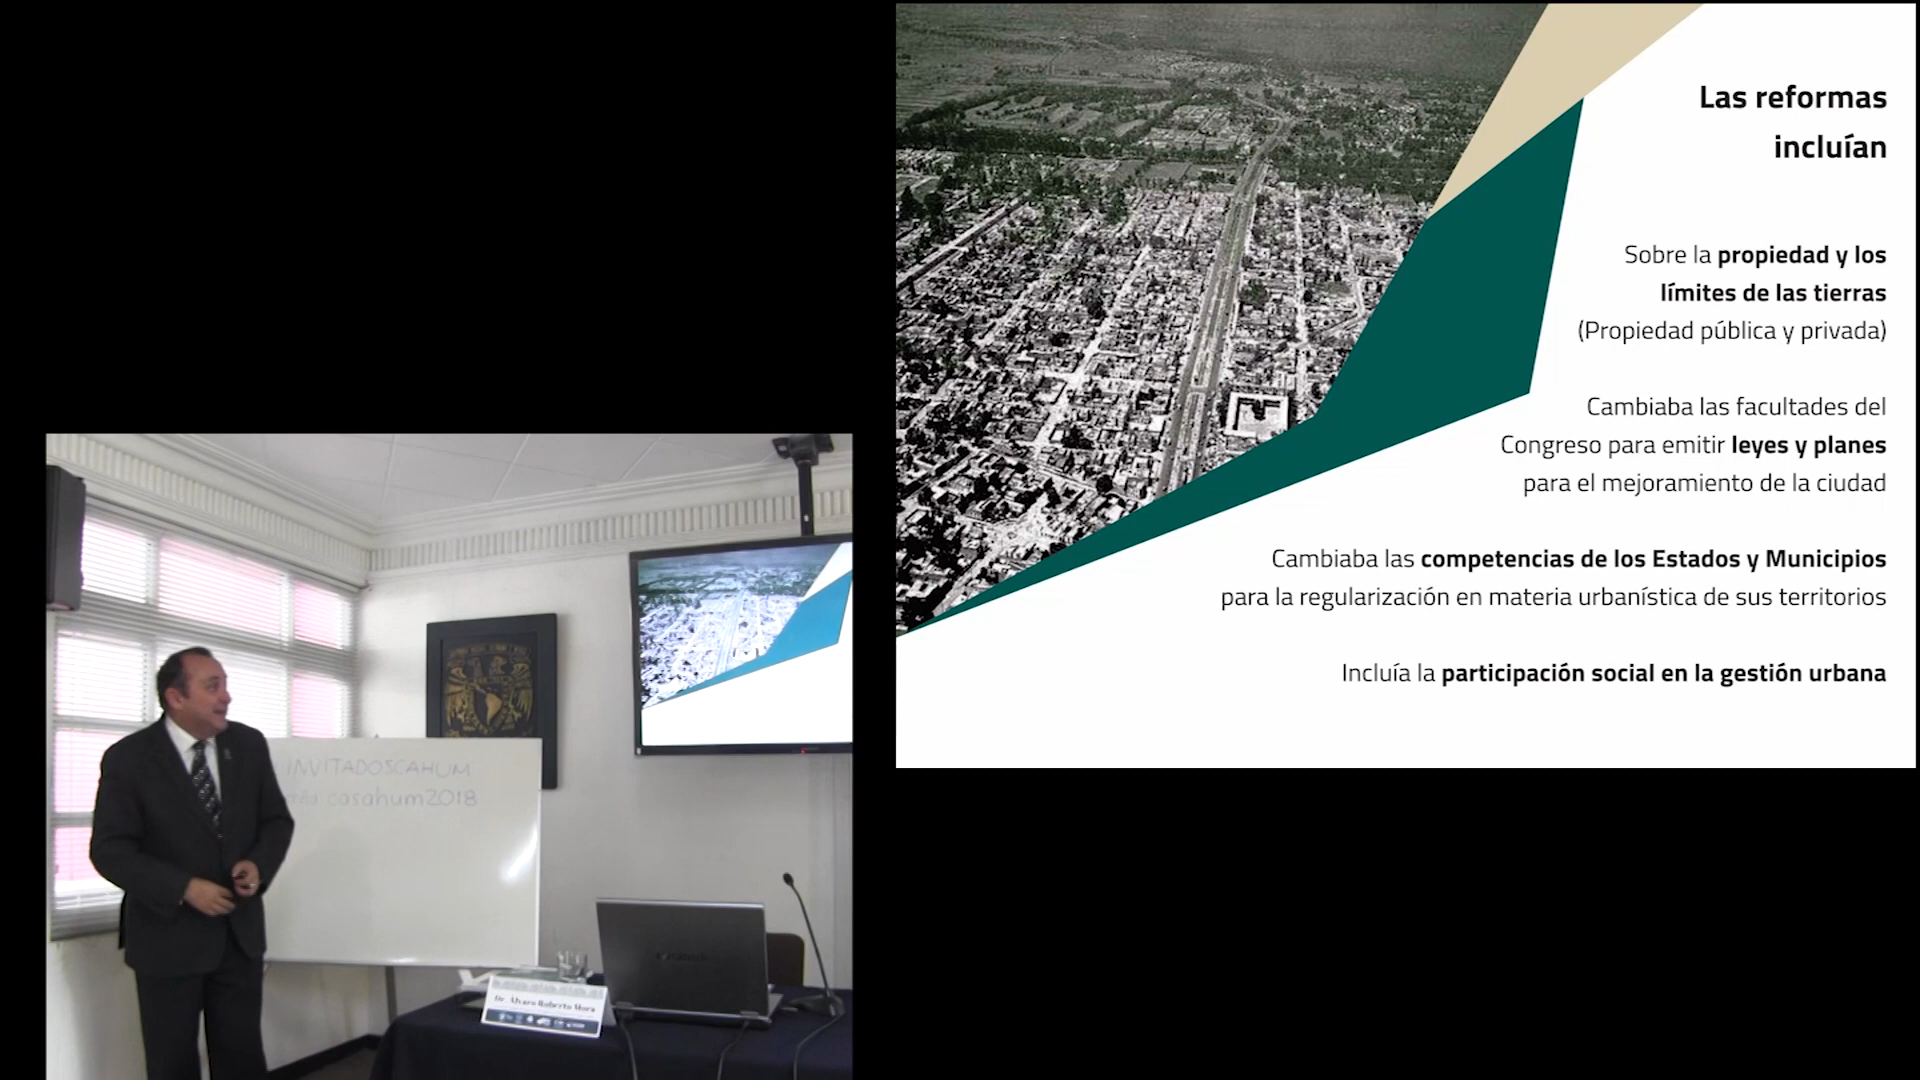 Las reformas
incluían
Sobre la propiedad y los
límites de las tierras
(Propiedad pública y privada)
Cambiaba las facultades del
Congreso para emitir leyes y planes
para el mejoramiento de la ciudad
Cambiaba las competencias de los Estados y Municipios
para la regularización en materia urbanística de sus territorios
Incluía la participación social en la gestión urbana
INVITADOSCAHUM
casahum2018
Dr. Álvaro Roberto Mora